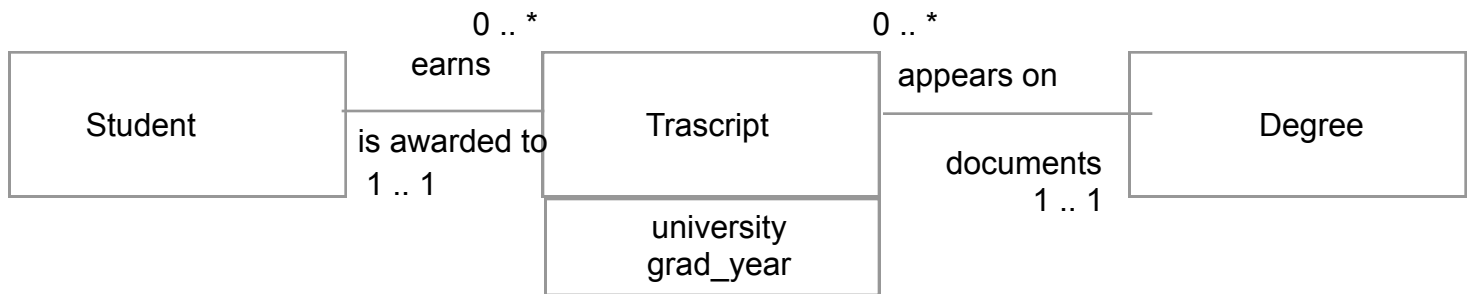 0 .. *
0 .. *
earns
appears on
Student
Trascript
Degree
is awarded to
1 .. 1
documents
1 .. 1
university
grad_year